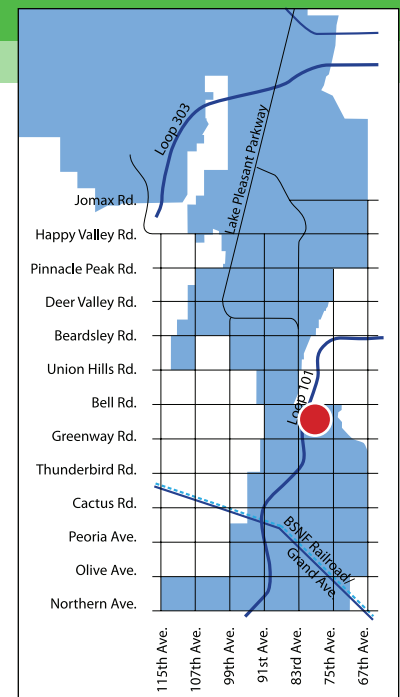 Loop 303
Lake Pleasant Parkway
Jomax Rd.
Happy Valley Rd.
Pinnacle Peak Rd.
Deer Valley Rd.
Beardsley Rd.
Union Hills Rd.
Loop 101
Bell Rd.
Greenway Rd.
Thunderbird Rd.
Cactus Rd.
BSNF Railroad/
Grand Ave
Peoria Ave.
Olive Ave.
Northern Ave.
115th Ave.
107th Ave.
99th Ave.
91st Ave.
83rd Ave.
75th Ave.
67th Ave.